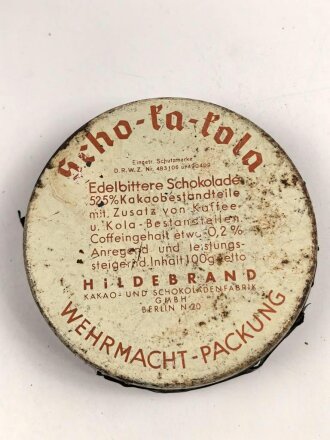 Scho-ka-kola
Eingetr. Schutzmarke
D.R.W.Z. Nr.
Edelbittere Schokolade
52,5% Kakaobestandteile
mit Zusatz von Kaffee-
u. Kola-Bestandteilen.
Coffeingehalt etwa 0,2 %
Anregend und leistungs-
steigernd. Inhalt 100g netto
HiLDEBRAND
KAKAO- UND SCHOKOLADENFABRIK
GMBH
BERLIN N 20
WEHRMACHT-PACKUNG